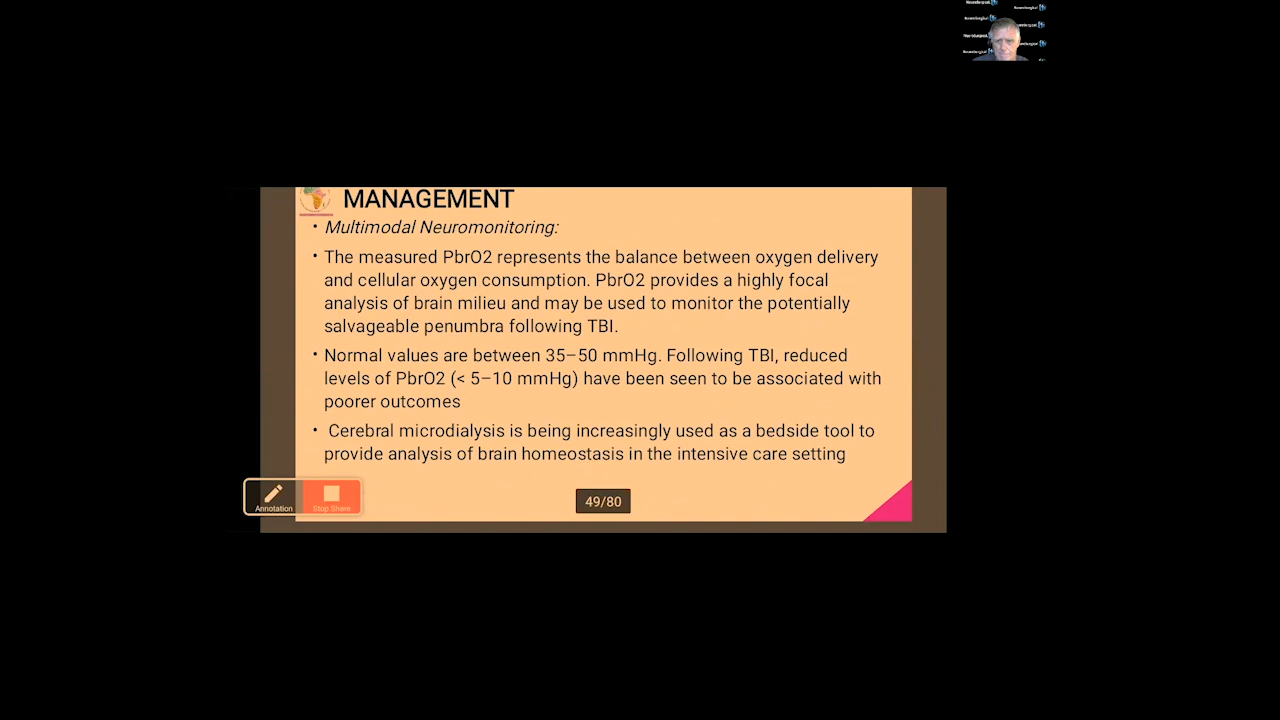 MANAGEMENT
• Multimodal Neuromonitoring:
• The measured PbrO2 represents the balance between oxygen delivery
and cellular oxygen consumption. PbrO2 provides a highly focal
analysis of brain milieu and may be used to monitor the potentially
salvageable penumbra following TBI.
• Normal values are between 35–50 mmHg. Following TBI, reduced
levels of PbrO2 (< 5–10 mmHg) have been seen to be associated with
poorer outcomes
• Cerebral microdialysis is being increasingly used as a bedside tool to
provide analysis of brain homeostasis in the intensive care setting
Annotation
Stop Share
49/80